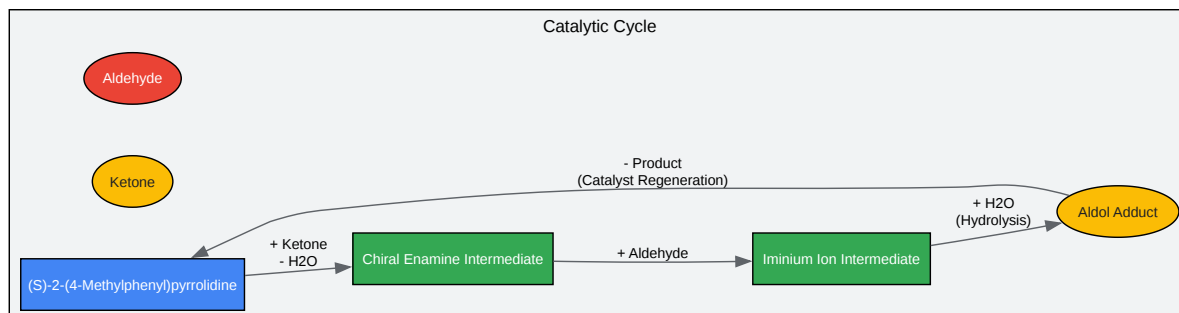 Catalytic Cycle
Aldehyde
Ketone
- Product
(Catalyst Regeneration)
+ H2O
(Hydrolysis)
Aldol Adduct
+ Ketone
- H2O
Chiral Enamine Intermediate
+ Aldehyde
Iminium Ion Intermediate
(S)-2-(4-Methylphenyl)pyrrolidine